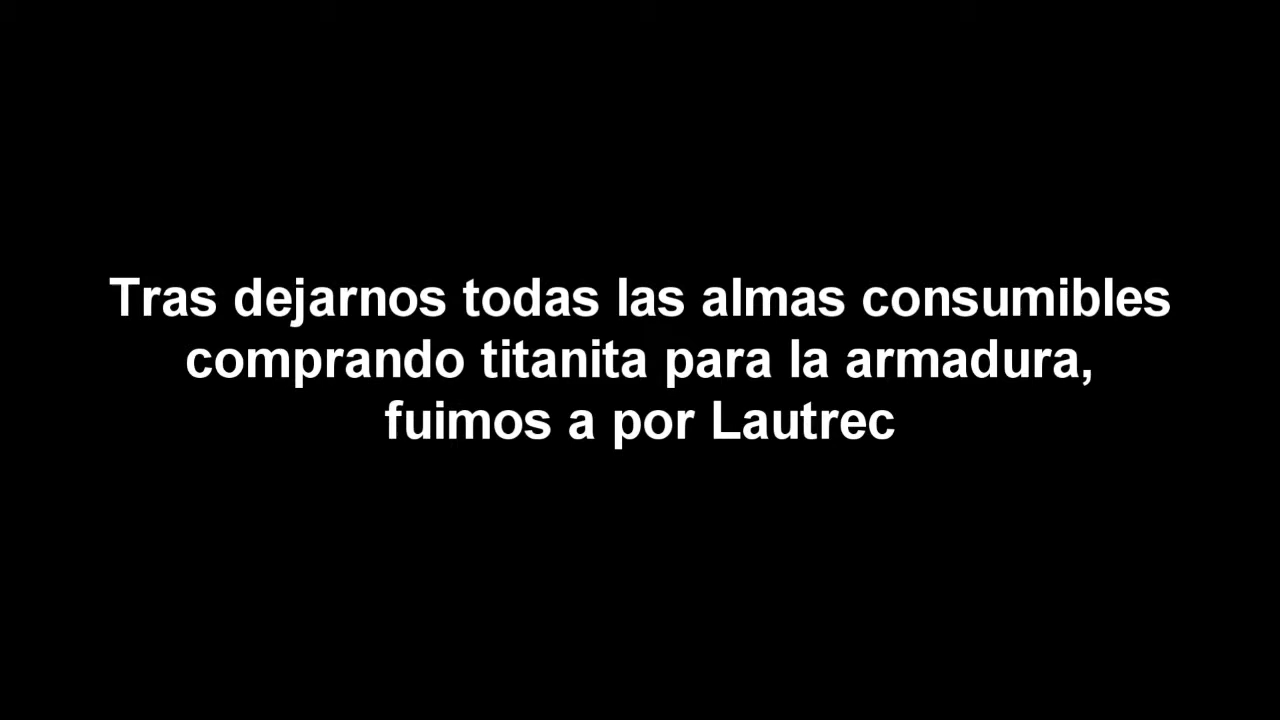 Tras dejarnos todas las almas consumibles
comprando titanita para la armadura,
fuimos a por Lautrec